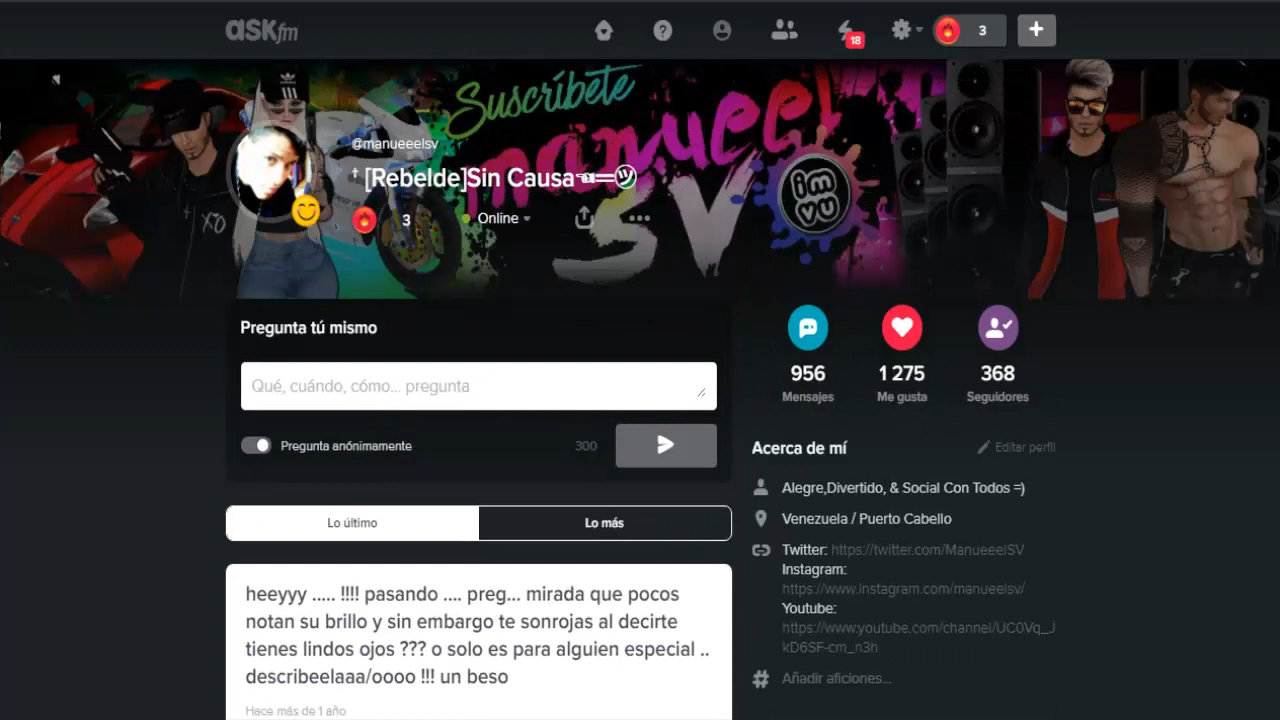 ASKfm
18
3
Suscríbete
manueel
SV
imvu
XO
@manueeelsv
† [Rebelde]Sin Causa
3
Online
Pregunta tú mismo
Qué, cuándo, cómo... pregunta
Pregunta anónimamente
300
Lo último
Lo más
heeyyy ..... !!!! pasando .... preg... mirada que pocos
notan su brillo y sin embargo te sonrojas al decirte
tienes lindos ojos ??? o solo es para alguien especial ..
describeelaaa/oooo !!! un beso
Hace más de 1 año
956
Mensajes
1 275
Me gusta
368
Seguidores
Acerca de mí
Editar perfil
Alegre,Divertido, & Social Con Todos =)
Venezuela / Puerto Cabello
Twitter: https://twitter.com/ManueeelSV
Instagram:
https://www.instagram.com/manueelsv/
Youtube:
https://www.youtube.com/channel/UC0Vq_J
kD6SF-cm_n3h
Añadir aficiones...